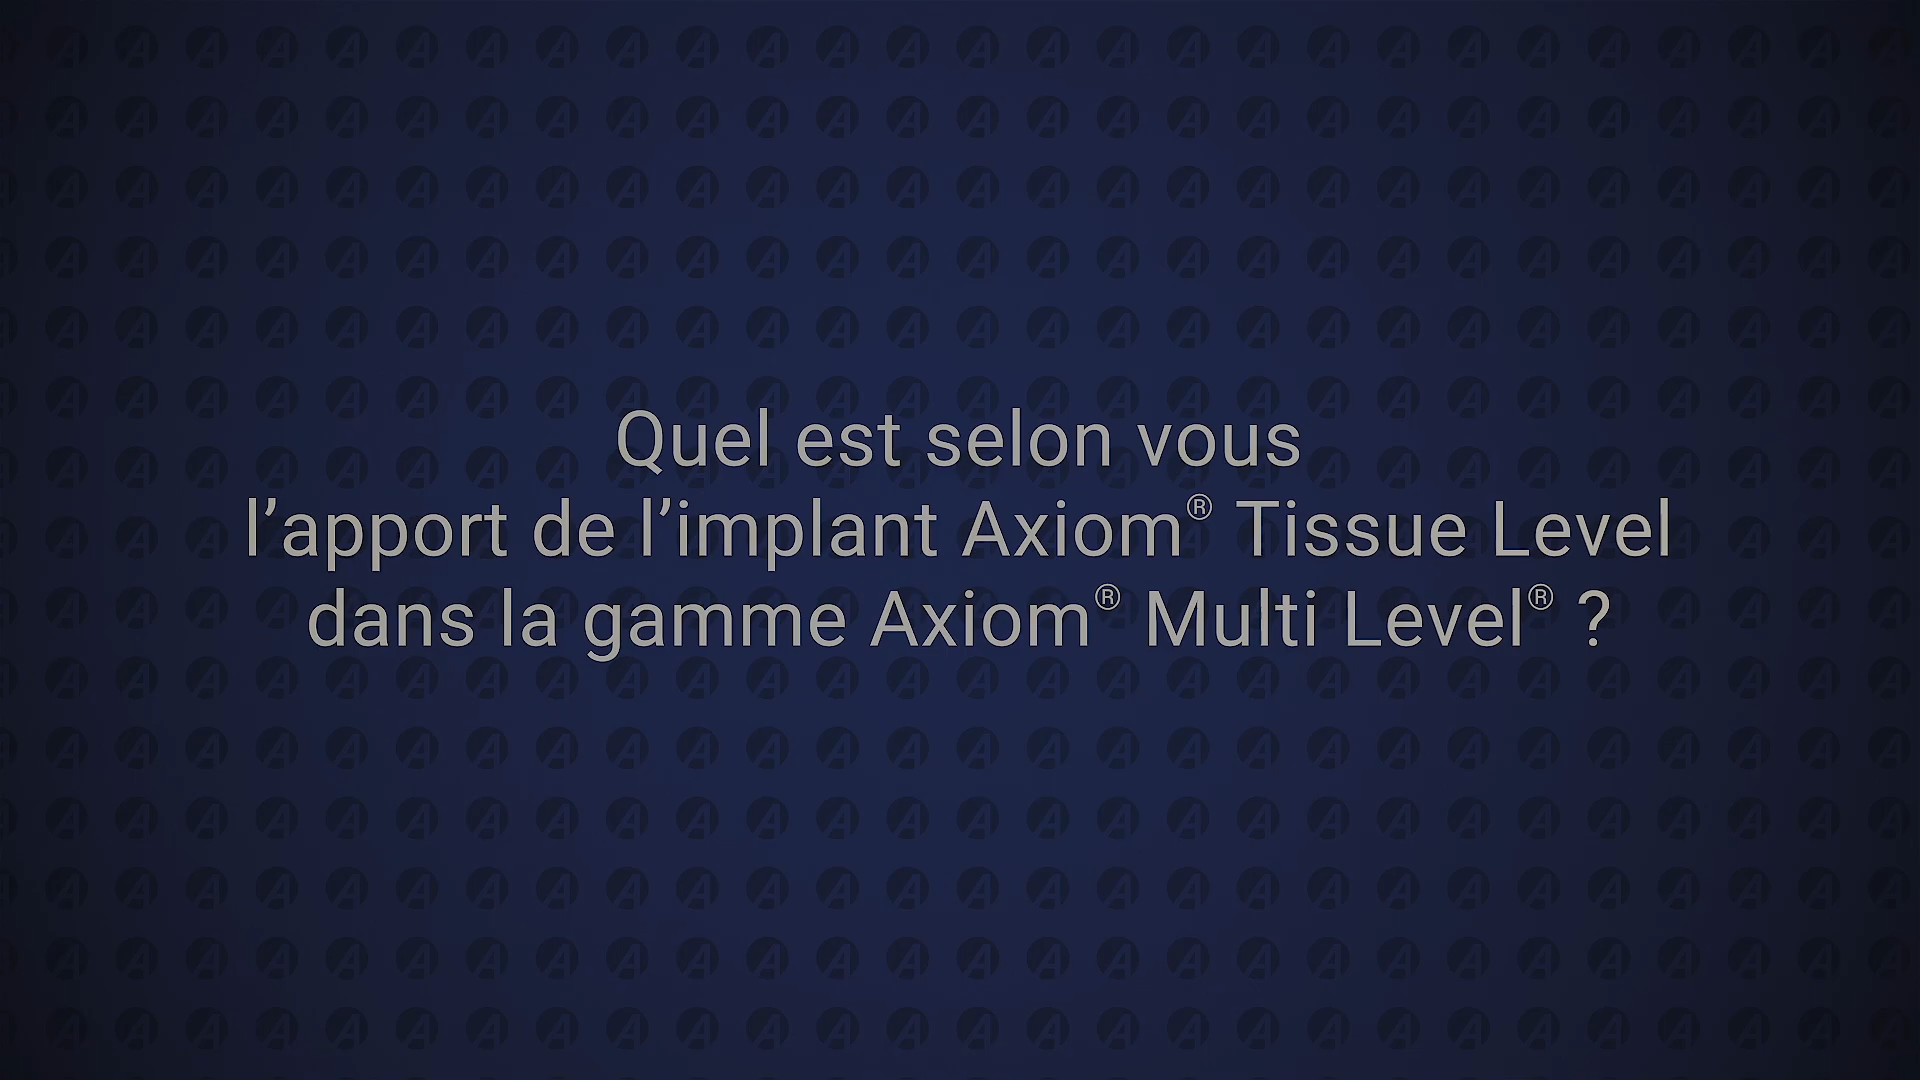 Quel est selon vous
l’apport de l’implant Axiom® Tissue Level
dans la gamme Axiom® Multi Level® ?